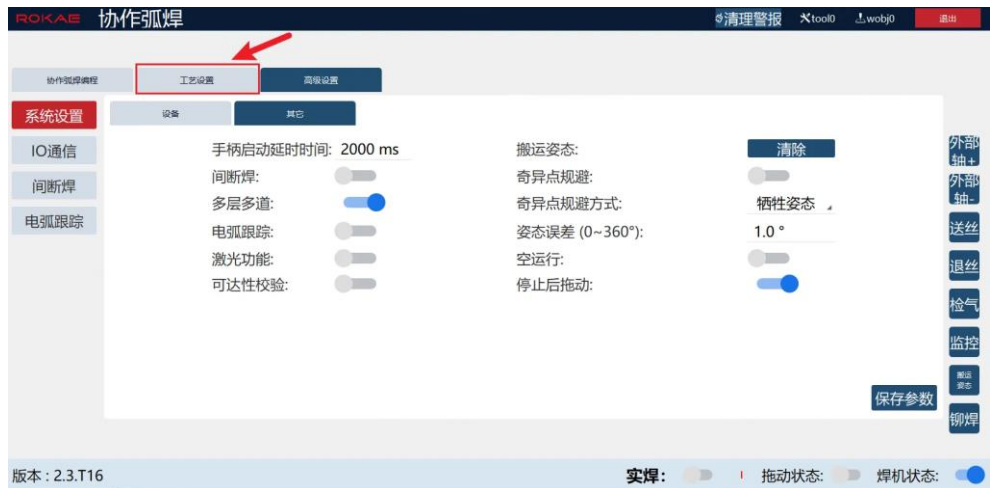 ROKAE 协作弧焊 清理警报 tool0 wobj0 退出
协作弧焊编程 工艺设置 高级设置
系统设置 设备 其它
IO通信
间断焊
电弧跟踪
手柄启动延时时间: 2000 ms
间断焊:
多层多道:
电弧跟踪:
激光功能:
可达性校验:
搬运姿态: 清除
奇异点规避:
奇异点规避方式: 牺牲姿态
姿态误差 (0~360°): 1.0 °
空运行:
停止后拖动:
保存参数
外部
轴+
外部
轴-
送丝
退丝
检气
监控
搬运
姿态
铆焊
版本 : 2.3.T16 实焊: 拖动状态: 焊机状态: